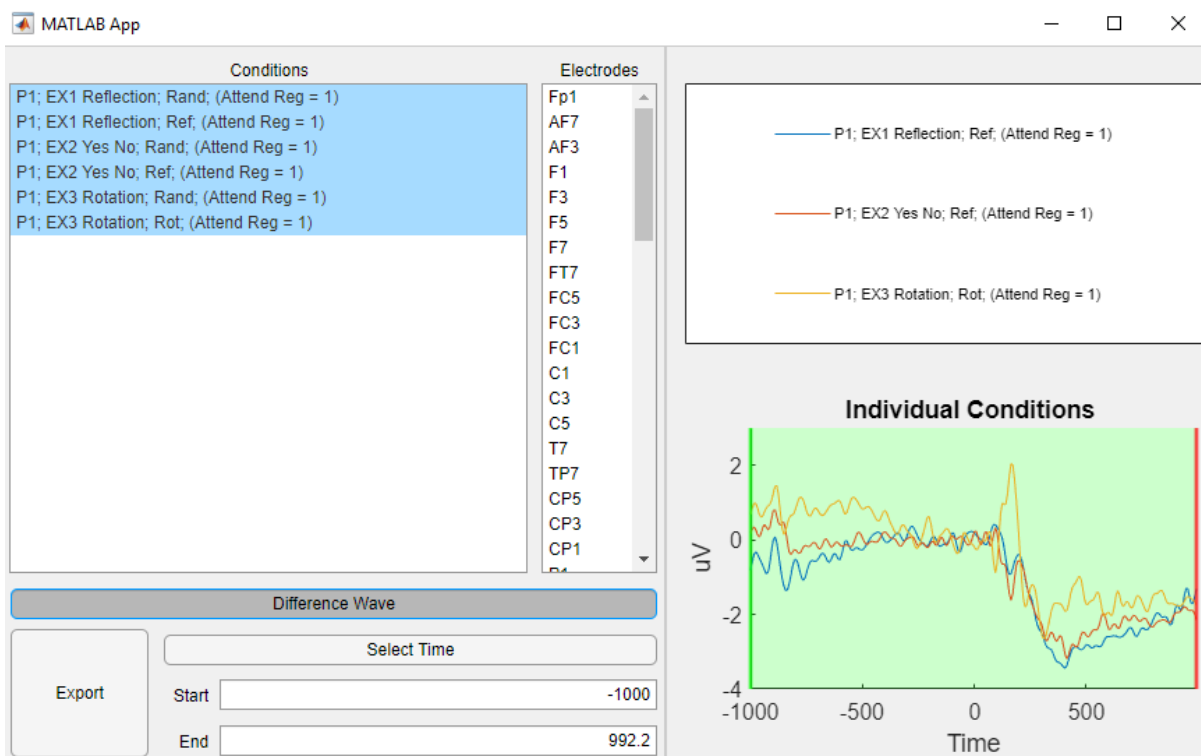 MATLAB App
Conditions
P1; EX1 Reflection; Rand; (Attend Reg = 1)
P1; EX1 Reflection; Ref; (Attend Reg = 1)
P1; EX2 Yes No; Rand; (Attend Reg = 1)
P1; EX2 Yes No; Ref; (Attend Reg = 1)
P1; EX3 Rotation; Rand; (Attend Reg = 1)
P1; EX3 Rotation; Rot; (Attend Reg = 1)
Electrodes
Fp1
AF7
AF3
F1
F3
F5
F7
FT7
FC5
FC3
FC1
C1
C3
C5
T7
TP7
CP5
CP3
CP1
Difference Wave
Export
Select Time
Start
-1000
End
992.2
P1; EX1 Reflection; Ref; (Attend Reg = 1)
P1; EX2 Yes No; Ref; (Attend Reg = 1)
P1; EX3 Rotation; Rot; (Attend Reg = 1)
Individual Conditions
uV
2
0
-2
-4
-1000
-500
0
500
Time